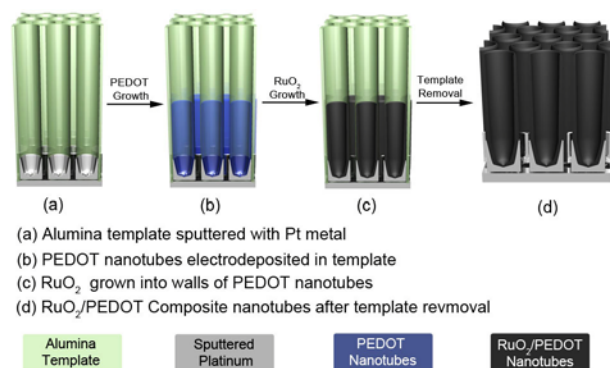 PEDOT
Growth
RuO₂
Growth
Template
Removal
(a)
(b)
(c)
(d)
(a) Alumina template sputtered with Pt metal
(b) PEDOT nanotubes electrodeposited in template
(c) RuO₂ grown into walls of PEDOT nanotubes
(d) RuO₂/PEDOT Composite nanotubes after template revmoval
Alumina
Template
Sputtered
Platinum
PEDOT
Nanotubes
RuO₂/PEDOT
Nanotubes